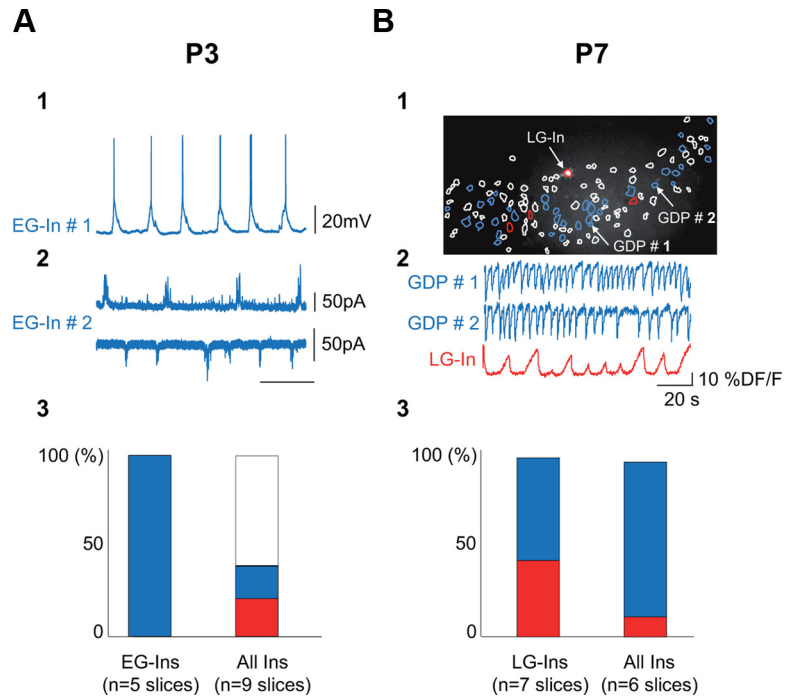 A
P3
1
EG-In # 1
20mV
2
50pA
EG-In # 2
50pA
3
100 (%)
50
0
EG-Ins
(n=5 slices)
All Ins
(n=9 slices)
B
P7
1
LG-In
GDP # 2
GDP # 1
2
GDP # 1
GDP # 2
LG-In
10 %DF/F
20 s
3
100 (%)
50
0
LG-Ins
(n=7 slices)
All Ins
(n=6 slices)